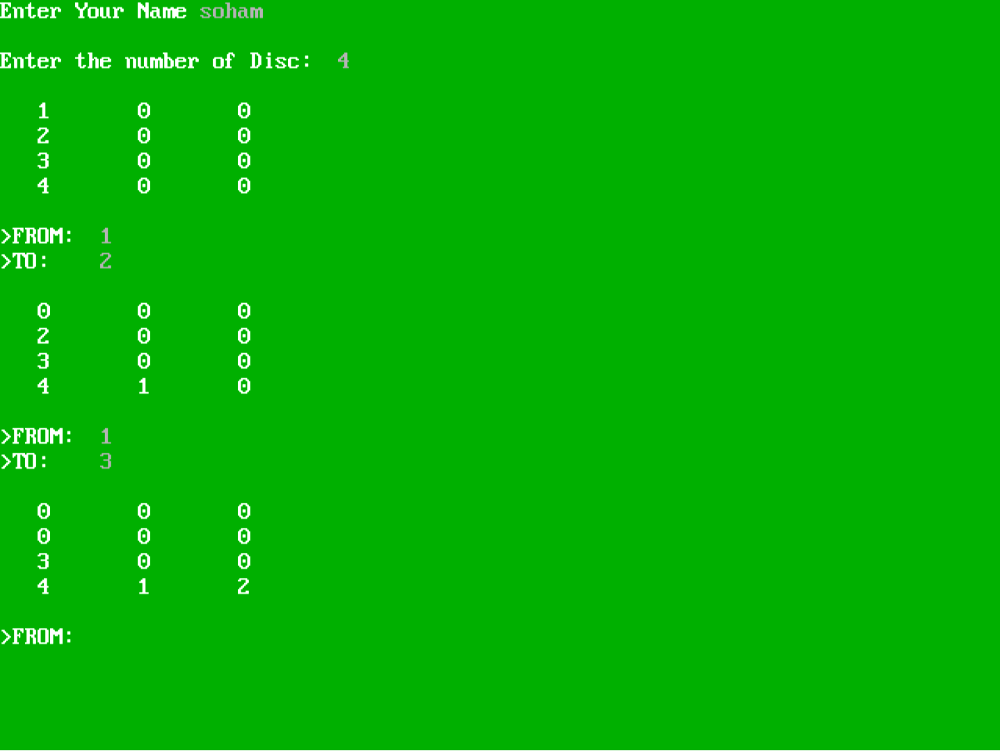 Enter Your Name soham
Enter the number of Disc: 4
1 0 0
2 0 0
3 0 0
4 0 0
>FROM: 1
>TO: 2
0 0 0
2 0 0
3 0 0
4 1 0
>FROM: 1
>TO: 3
0 0 0
0 0 0
3 0 0
4 1 2
>FROM: